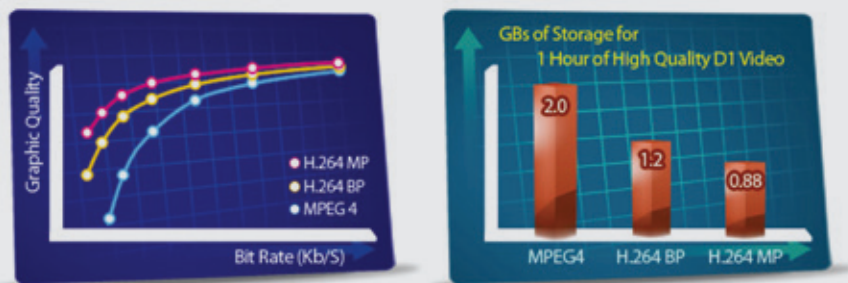 Graphic Quality
H.264 MP
H.264 BP
MPEG 4
Bit Rate (Kb/S)
GBs of Storage for
1 Hour of High Quality D1 Video
2.0
1.2
0.88
MPEG4 H.264 BP H.264 MP